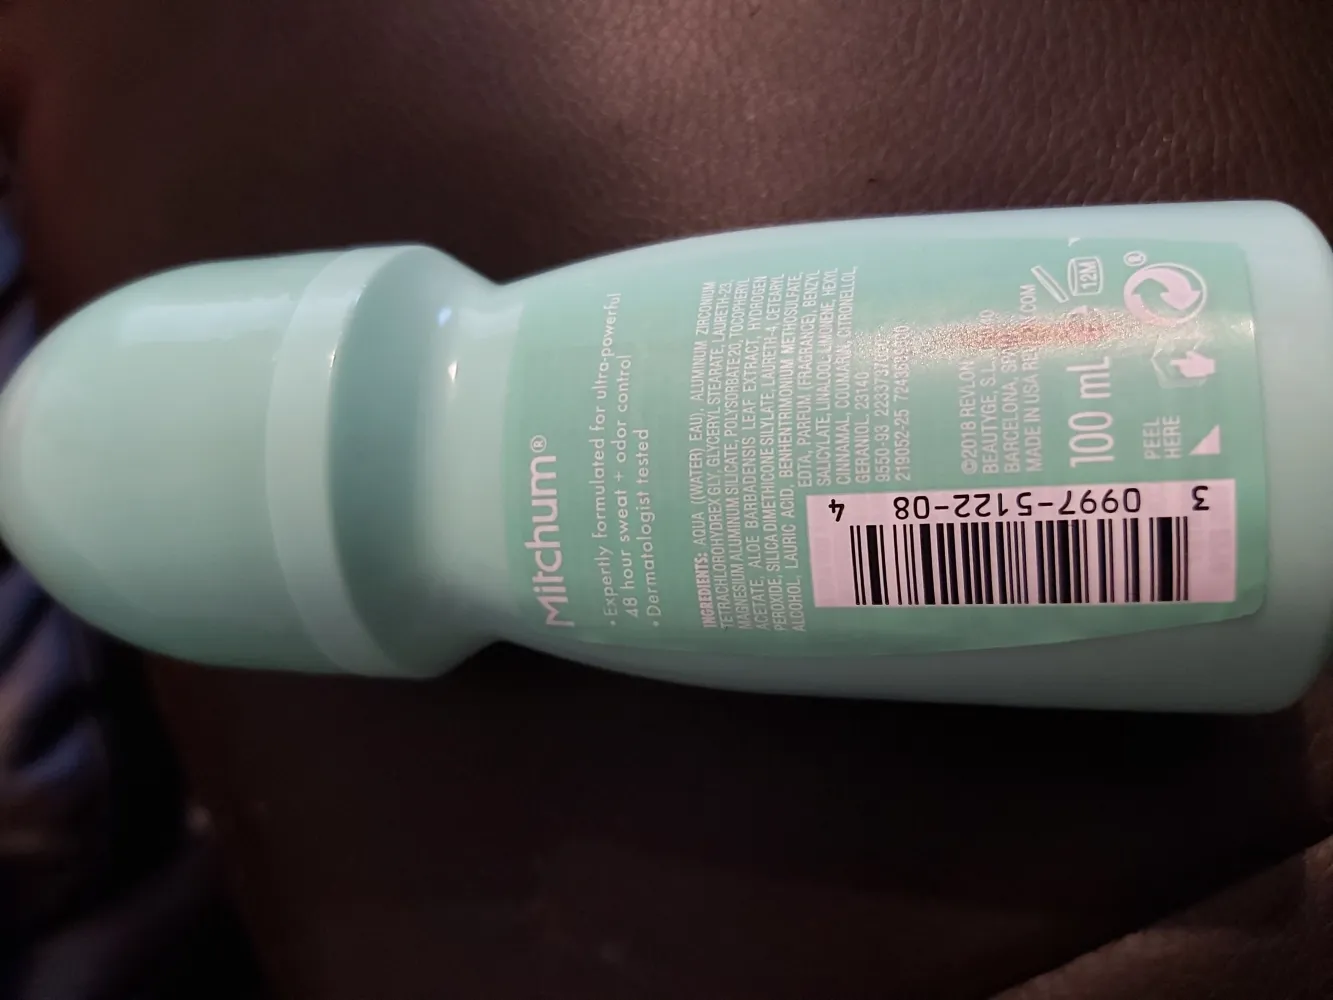 Mitchum®
• Expertly formulated for ultra-powerful
48 hour sweat + odor control
• Dermatologist tested
INGREDIENTS: AQUA (WATER) EAU), ALUMINUM ZIRCONIUM
TETRACHLOROHYDREX GLY, GLYCERYL STEARATE, LAURETH-23,
MAGNESIUM ALUMINUM SILICATE, POLYSORBATE 20, TOCOPHERYL
ACETATE, ALOE BARBADENSIS LEAF EXTRACT, HYDROGEN
PEROXIDE, SILICA DIMETHICONE SILYLATE, LAURETH-4, CETEARYL
ALCOHOL, LAURIC ACID, BEHENTRIMONIUM METHOSULFATE,
EDTA, PARFUM (FRAGRANCE), BENZYL
SALICYLATE, LINALOOL, LIMONENE, HEXYL
CINNAMAL, COUMARIN, CITRONELLOL,
GERANIOL, 23140
9550-93
219052-25
©2018 REVLON
BEAUTYGE, S.L.
BARCELONA,
MADE IN USA .COM
100 mL
12M
®
PEEL
HERE
3 0997-5122-08 4